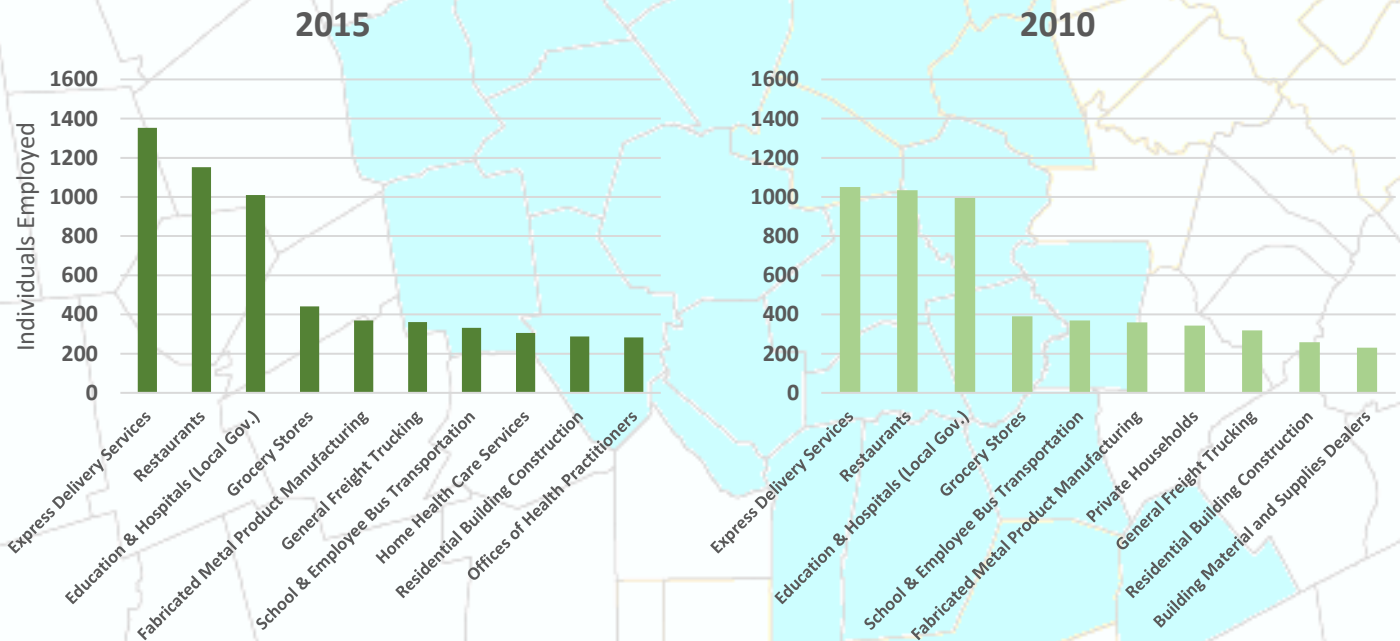 2015
Individuals Employed
1600
1400
1200
1000
800
600
400
200
0
Express Delivery Services
Restaurants
Education & Hospitals (Local Gov.)
Grocery Stores
Fabricated Metal Product Manufacturing
General Freight Trucking
School & Employee Bus Transportation
Home Health Care Services
Residential Building Construction
Offices of Health Practitioners
2010
1600
1400
1200
1000
800
600
400
200
0
Express Delivery Services
Restaurants
Education & Hospitals (Local Gov.)
Grocery Stores
School & Employee Bus Transportation
Fabricated Metal Product Manufacturing
Private Households
General Freight Trucking
Residential Building Construction
Building Material and Supplies Dealers